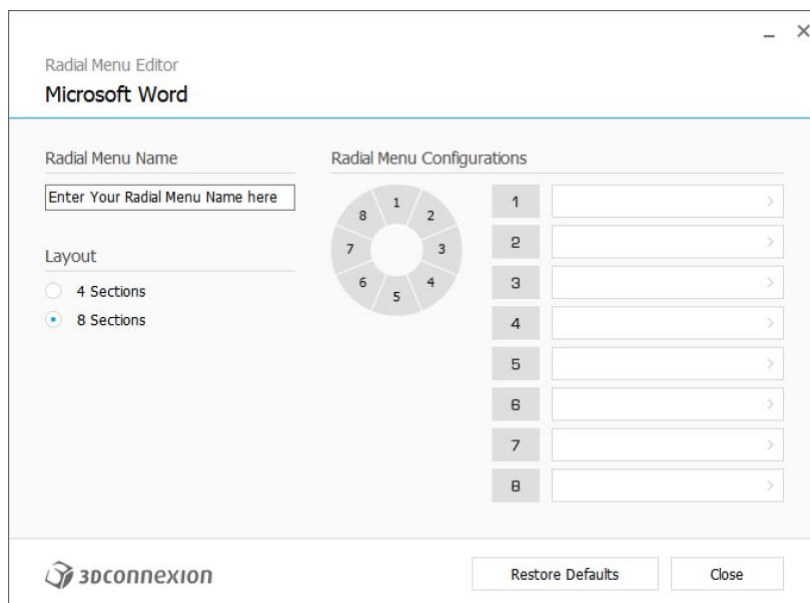 Radial Menu Editor
Microsoft Word
Radial Menu Name
Enter Your Radial Menu Name here
Layout
4 Sections
8 Sections
Radial Menu Configurations
1
2
3
4
5
6
7
8
1
2
3
4
5
6
7
8
3Dconnexion
Restore Defaults
Close